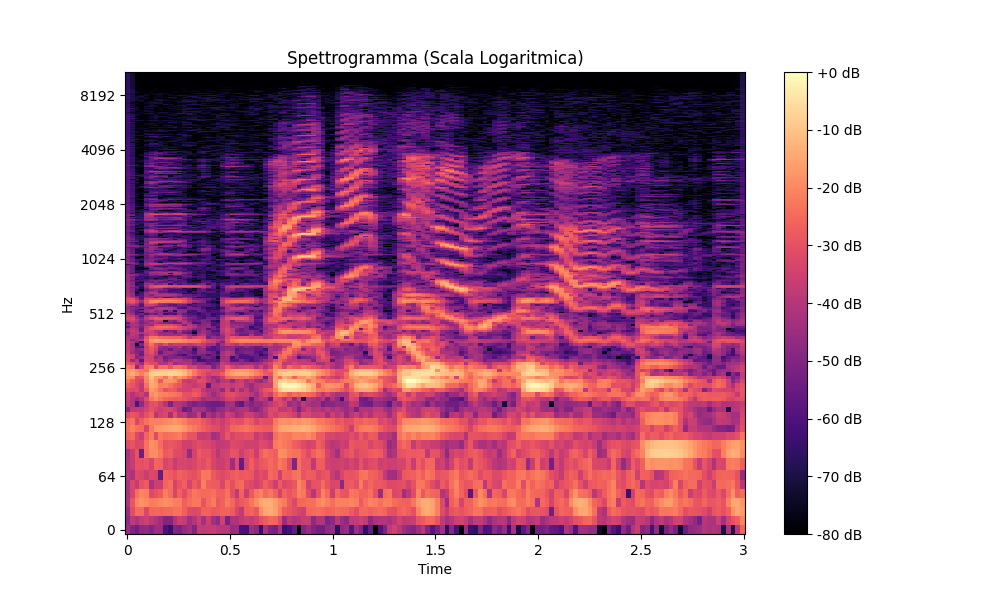 Spettrogramma (Scala Logaritmica)
8192
4096
2048
1024
512
256
128
64
0
Hz
0 0.5 1 1.5 2 2.5 3
Time
+0 dB
-10 dB
-20 dB
-30 dB
-40 dB
-50 dB
-60 dB
-70 dB
-80 dB